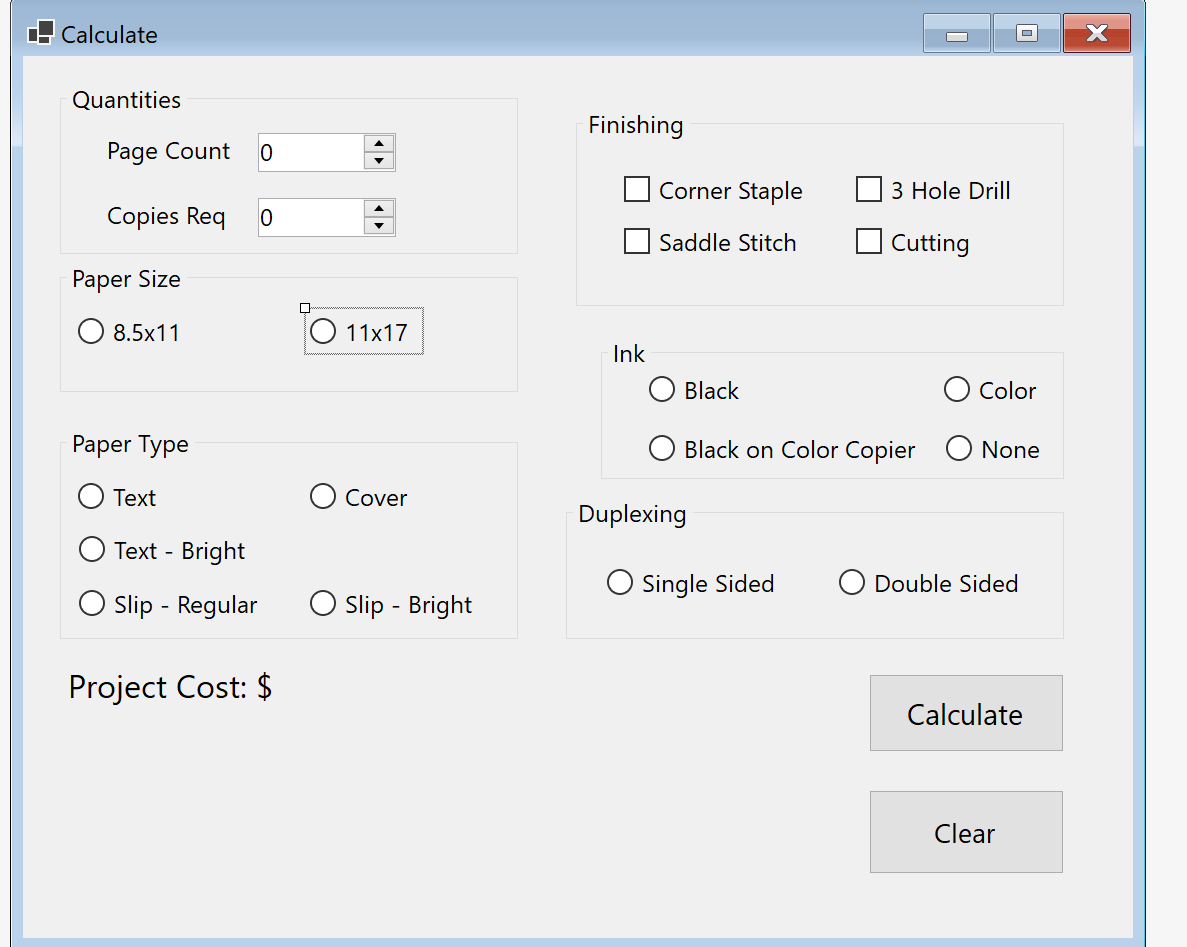 Calculate
Quantities
Page Count 0
Copies Req 0
Paper Size
8.5x11 11x17
Paper Type
Text Cover
Text - Bright
Slip - Regular Slip - Bright
Project Cost: $
Finishing
Corner Staple 3 Hole Drill
Saddle Stitch Cutting
Ink
Black Color
Black on Color Copier None
Duplexing
Single Sided Double Sided
Calculate
Clear